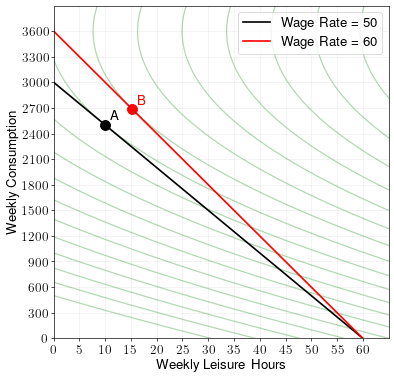 Wage Rate = 50
Wage Rate = 60
3600
3300
3000
2700
2400
2100
1800
1500
1200
900
600
300
0
B
A
Weekly Consumption
0 5 10 15 20 25 30 35 40 45 50 55 60
Weekly Leisure Hours